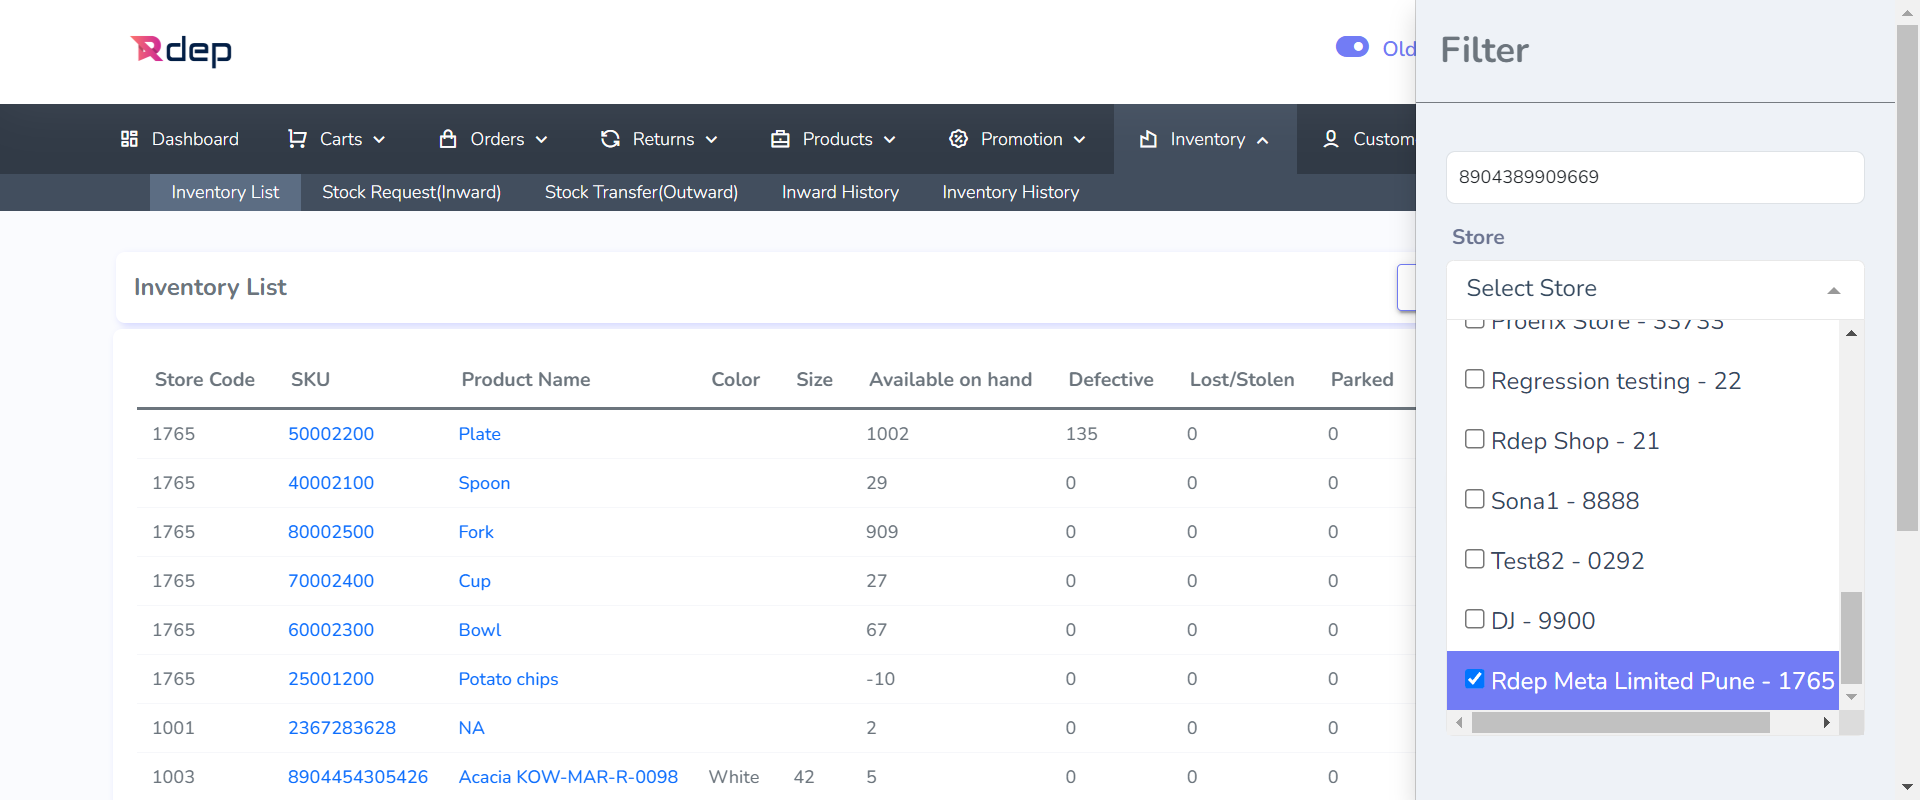 Rdep
Old
Dashboard Carts Orders Returns Products Promotion Inventory Custom
Inventory List Stock Request(Inward) Stock Transfer(Outward) Inward History Inventory History
Inventory List
Store Code SKU Product Name Color Size Available on hand Defective Lost/Stolen Parked
1765 50002200 Plate 1002 135 0 0
1765 40002100 Spoon 29 0 0 0
1765 80002500 Fork 909 0 0 0
1765 70002400 Cup 27 0 0 0
1765 60002300 Bowl 67 0 0 0
1765 25001200 Potato chips -10 0 0 0
1001 2367283628 NA 2 0 0 0
1003 8904454305426 Acacia KOW-MAR-R-0098 White 42 5 0 0 0
Filter
8904389909669
Store
Select Store
Proenx Store - 33733
Regression testing - 22
Rdep Shop - 21
Sona1 - 8888
Test82 - 0292
DJ - 9900
Rdep Meta Limited Pune - 1765